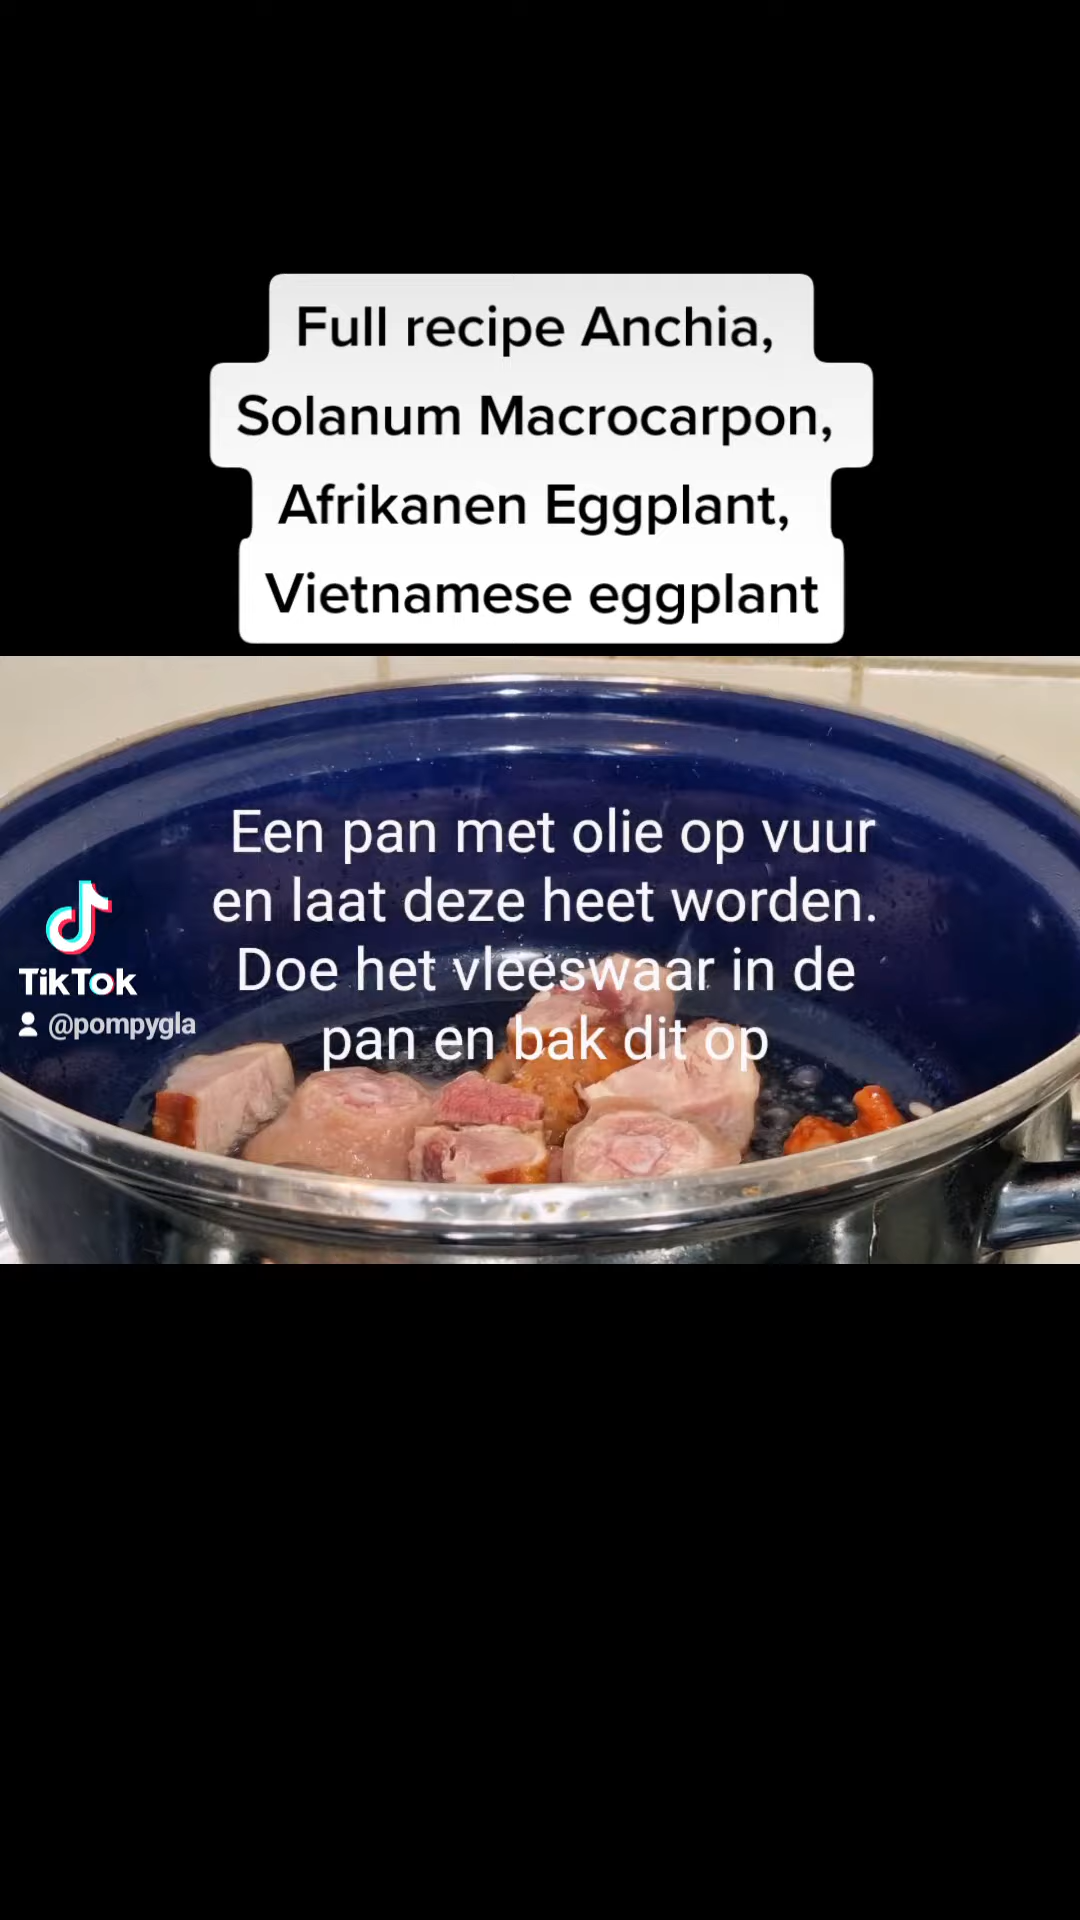 Full recipe Anchia,
Solanum Macrocarpon,
Afrikanen Eggplant,
Vietnamese eggplant
Een pan met olie op vuur
en laat deze heet worden.
Doe het vleeswaar in de
pan en bak dit op
TikTok
@pompygla